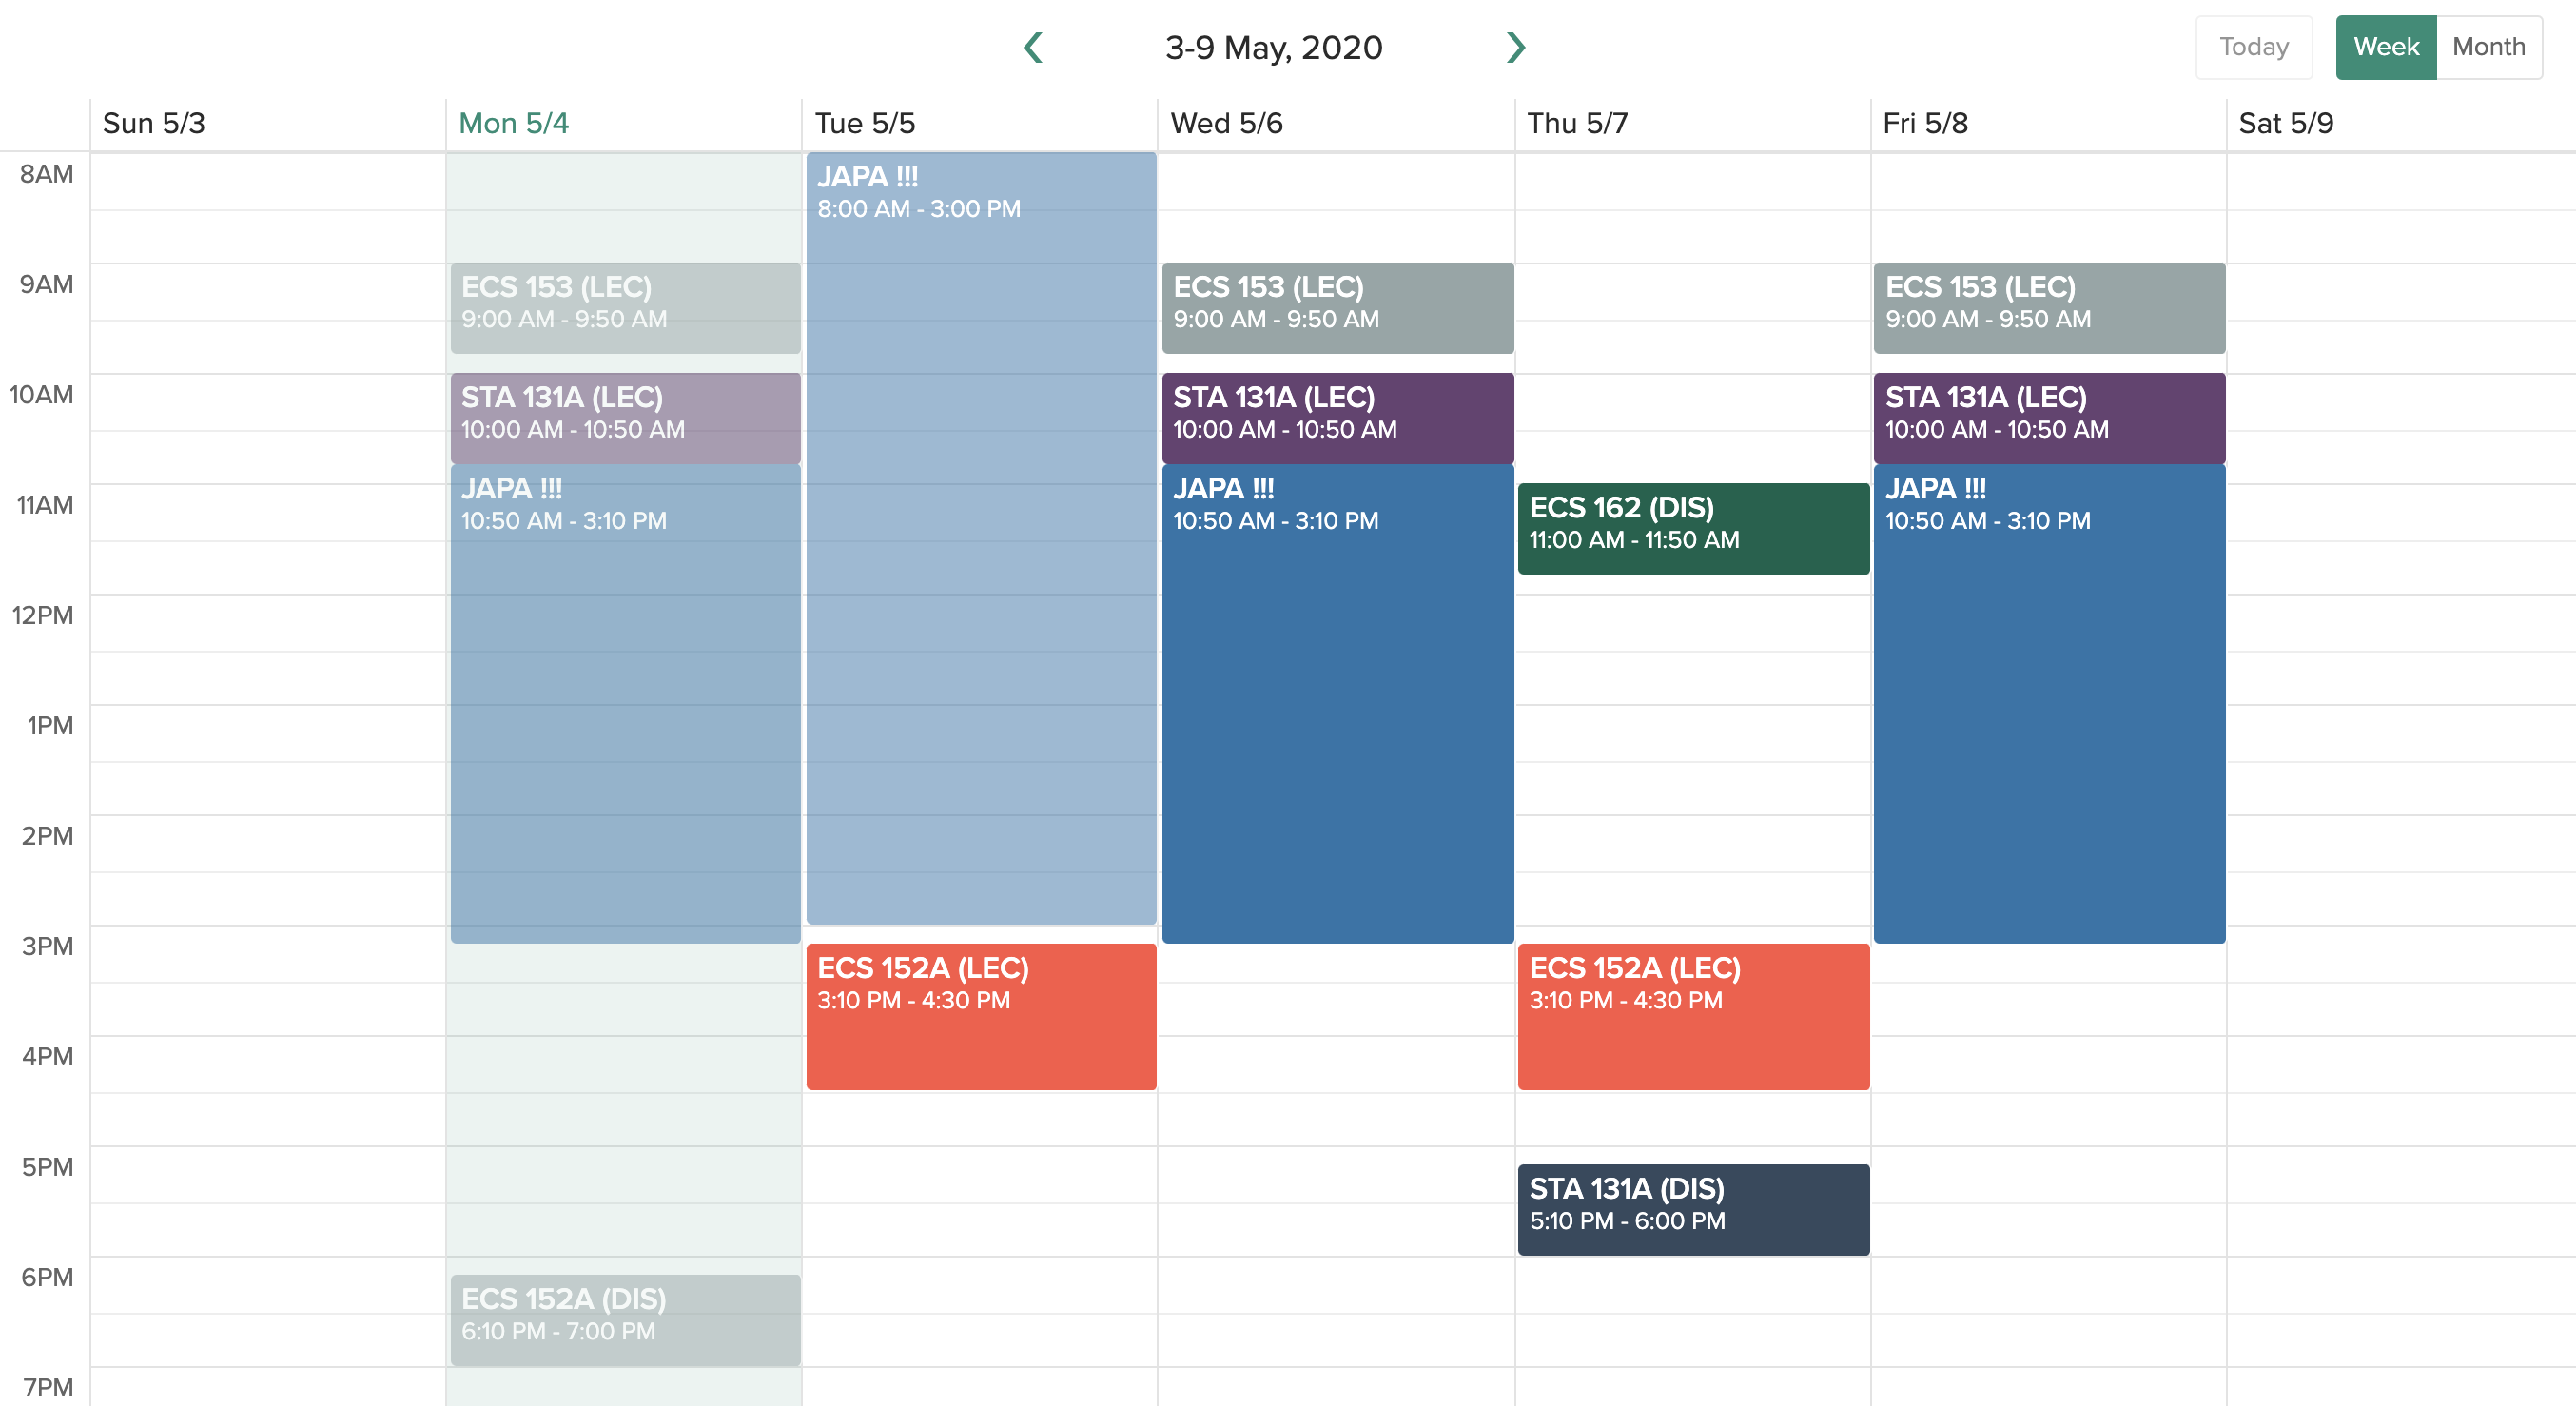 3-9 May, 2020
Today
Week
Month
Sun 5/3
Mon 5/4
Tue 5/5
Wed 5/6
Thu 5/7
Fri 5/8
Sat 5/9
8AM
9AM
10AM
11AM
12PM
1PM
2PM
3PM
4PM
5PM
6PM
7PM
ECS 153 (LEC)
9:00 AM - 9:50 AM
STA 131A (LEC)
10:00 AM - 10:50 AM
JAPA !!!
10:50 AM - 3:10 PM
ECS 152A (DIS)
6:10 PM - 7:00 PM
JAPA !!!
8:00 AM - 3:00 PM
ECS 152A (LEC)
3:10 PM - 4:30 PM
ECS 153 (LEC)
9:00 AM - 9:50 AM
STA 131A (LEC)
10:00 AM - 10:50 AM
JAPA !!!
10:50 AM - 3:10 PM
ECS 162 (DIS)
11:00 AM - 11:50 AM
ECS 152A (LEC)
3:10 PM - 4:30 PM
STA 131A (DIS)
5:10 PM - 6:00 PM
ECS 153 (LEC)
9:00 AM - 9:50 AM
STA 131A (LEC)
10:00 AM - 10:50 AM
JAPA !!!
10:50 AM - 3:10 PM